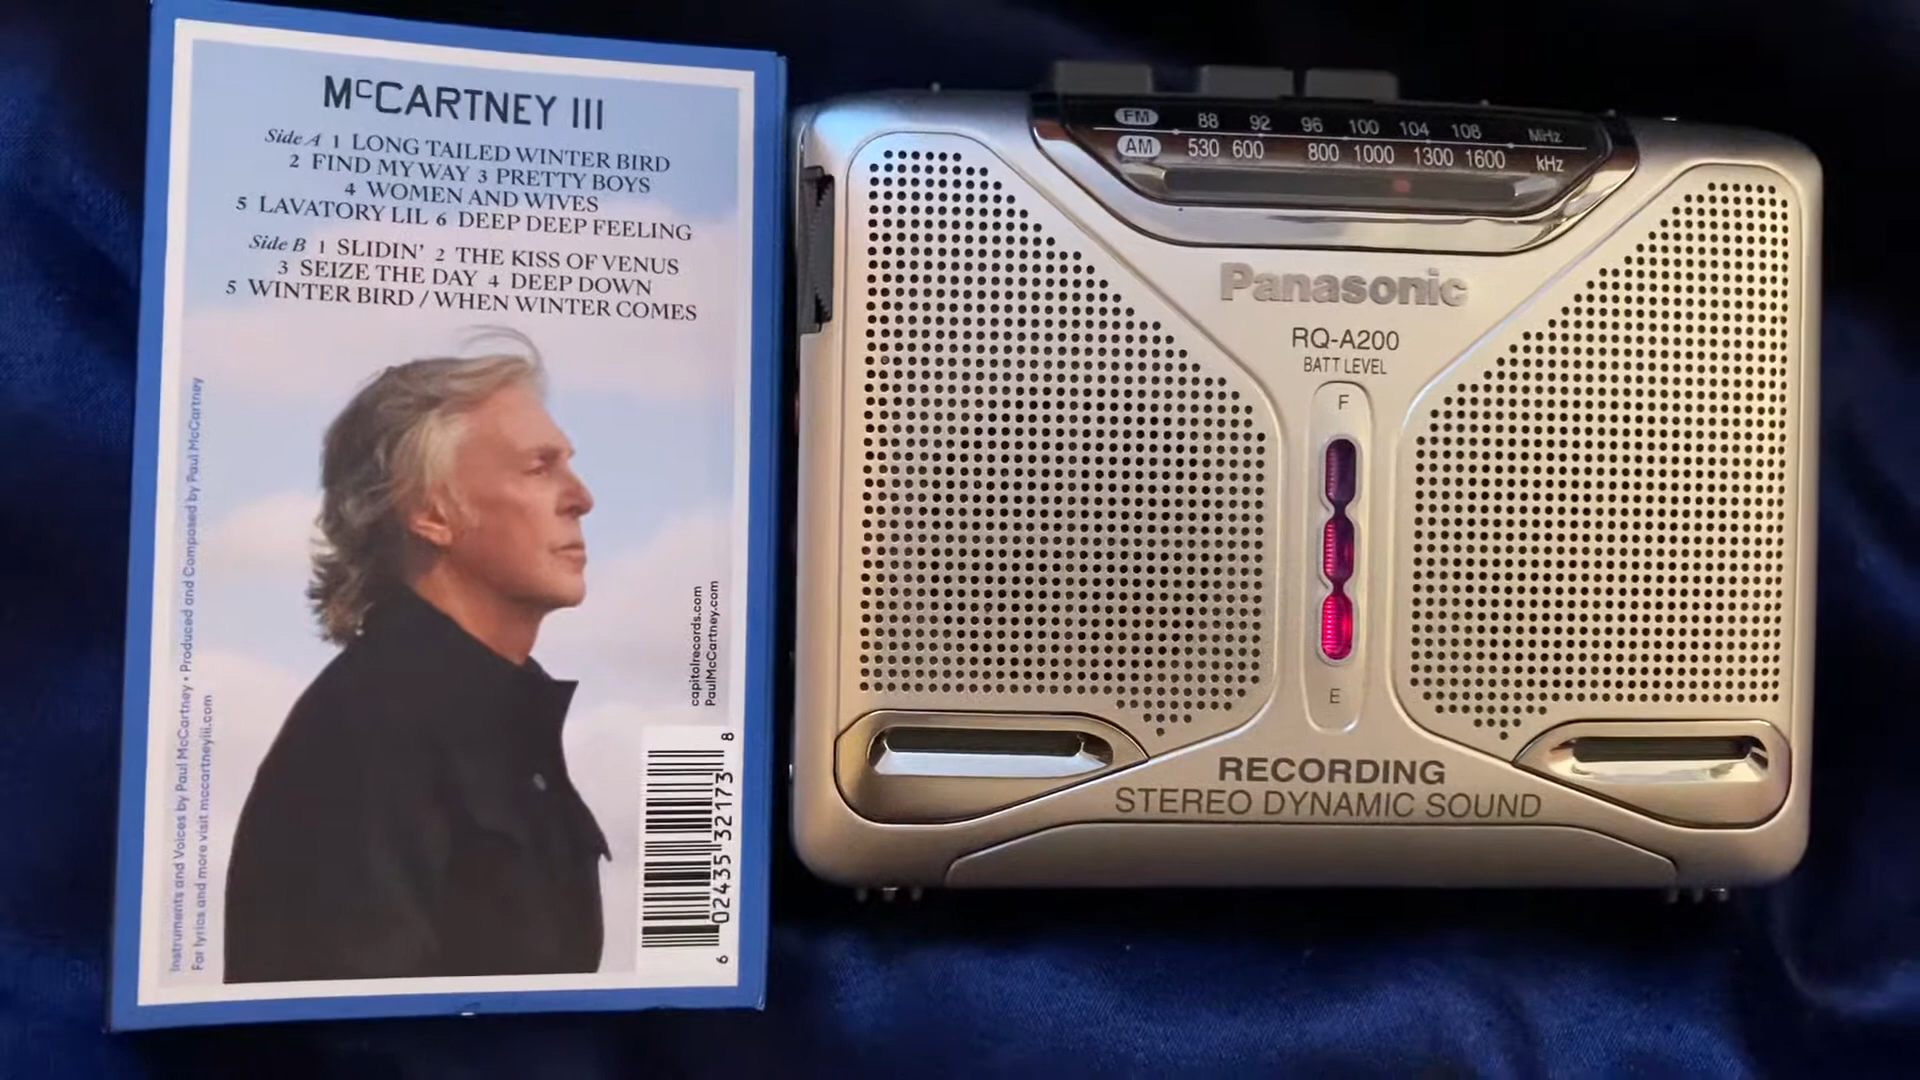 McCARTNEY III
Side A 1 LONG TAILED WINTER BIRD
2 FIND MY WAY 3 PRETTY BOYS
4 WOMEN AND WIVES
5 LAVATORY LIL 6 DEEP DEEP FEELING
Side B 1 SLIDIN' 2 THE KISS OF VENUS
3 SEIZE THE DAY 4 DEEP DOWN
5 WINTER BIRD / WHEN WINTER COMES
Instruments and Voices by Paul McCartney • Produced and Composed by Paul McCartney
For lyrics and more visit mccartneyiii.com
capitolrecords.com
PaulMcCartney.com
6 02435 32173 8
FM 88 92 96 100 104 108 MHz
AM 530 600 800 1000 1300 1600 kHz
Panasonic
RQ-A200
BATT LEVEL
F
E
RECORDING
STEREO DYNAMIC SOUND